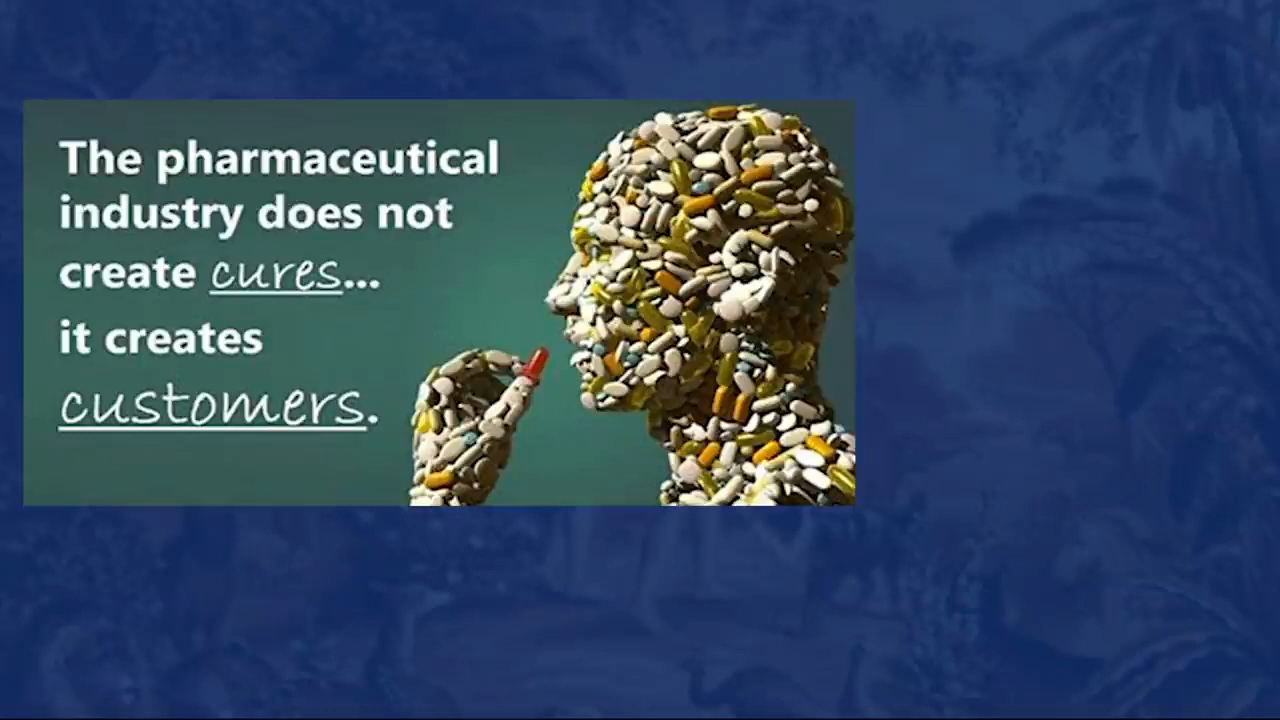 The pharmaceutical
industry does not
create cures...
it creates
customers.